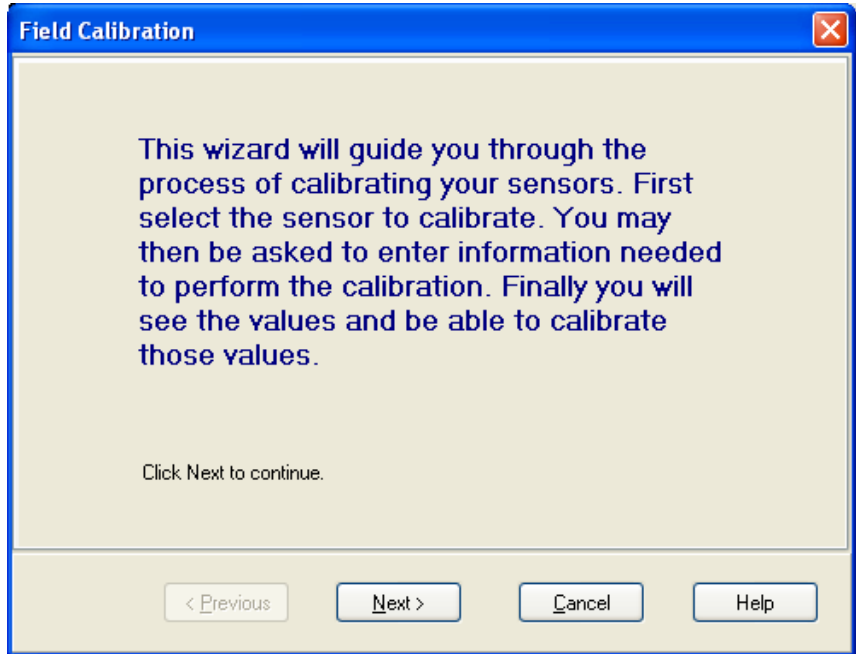 Field Calibration
This wizard will guide you through the
process of calibrating your sensors. First
select the sensor to calibrate. You may
then be asked to enter information needed
to perform the calibration. Finally you will
see the values and be able to calibrate
those values.
Click Next to continue.
< Previous Next > Cancel Help